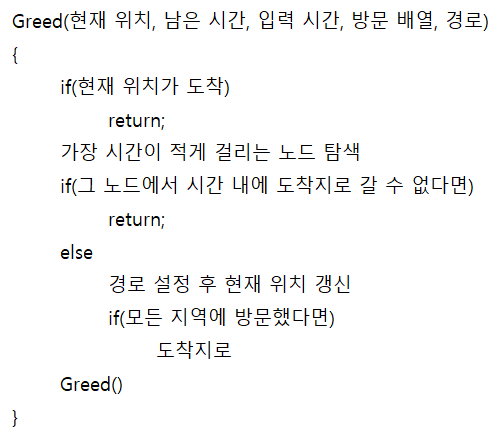 Greed(현재 위치, 남은 시간, 입력 시간, 방문 배열, 경로)
{
if(현재 위치가 도착)
return;
가장 시간이 적게 걸리는 노드 탐색
if(그 노드에서 시간 내에 도착지로 갈 수 없다면)
return;
else
경로 설정 후 현재 위치 갱신
if(모든 지역에 방문했다면)
도착지로
Greed()
}